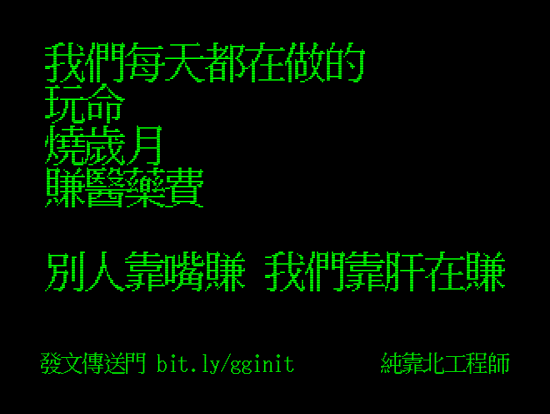 我們每天都在做的
玩命
燒歲月
賺醫藥費
別人靠嘴賺 我們靠肝在賺
發文傳送門 bit.ly/gginit 純靠北工程師